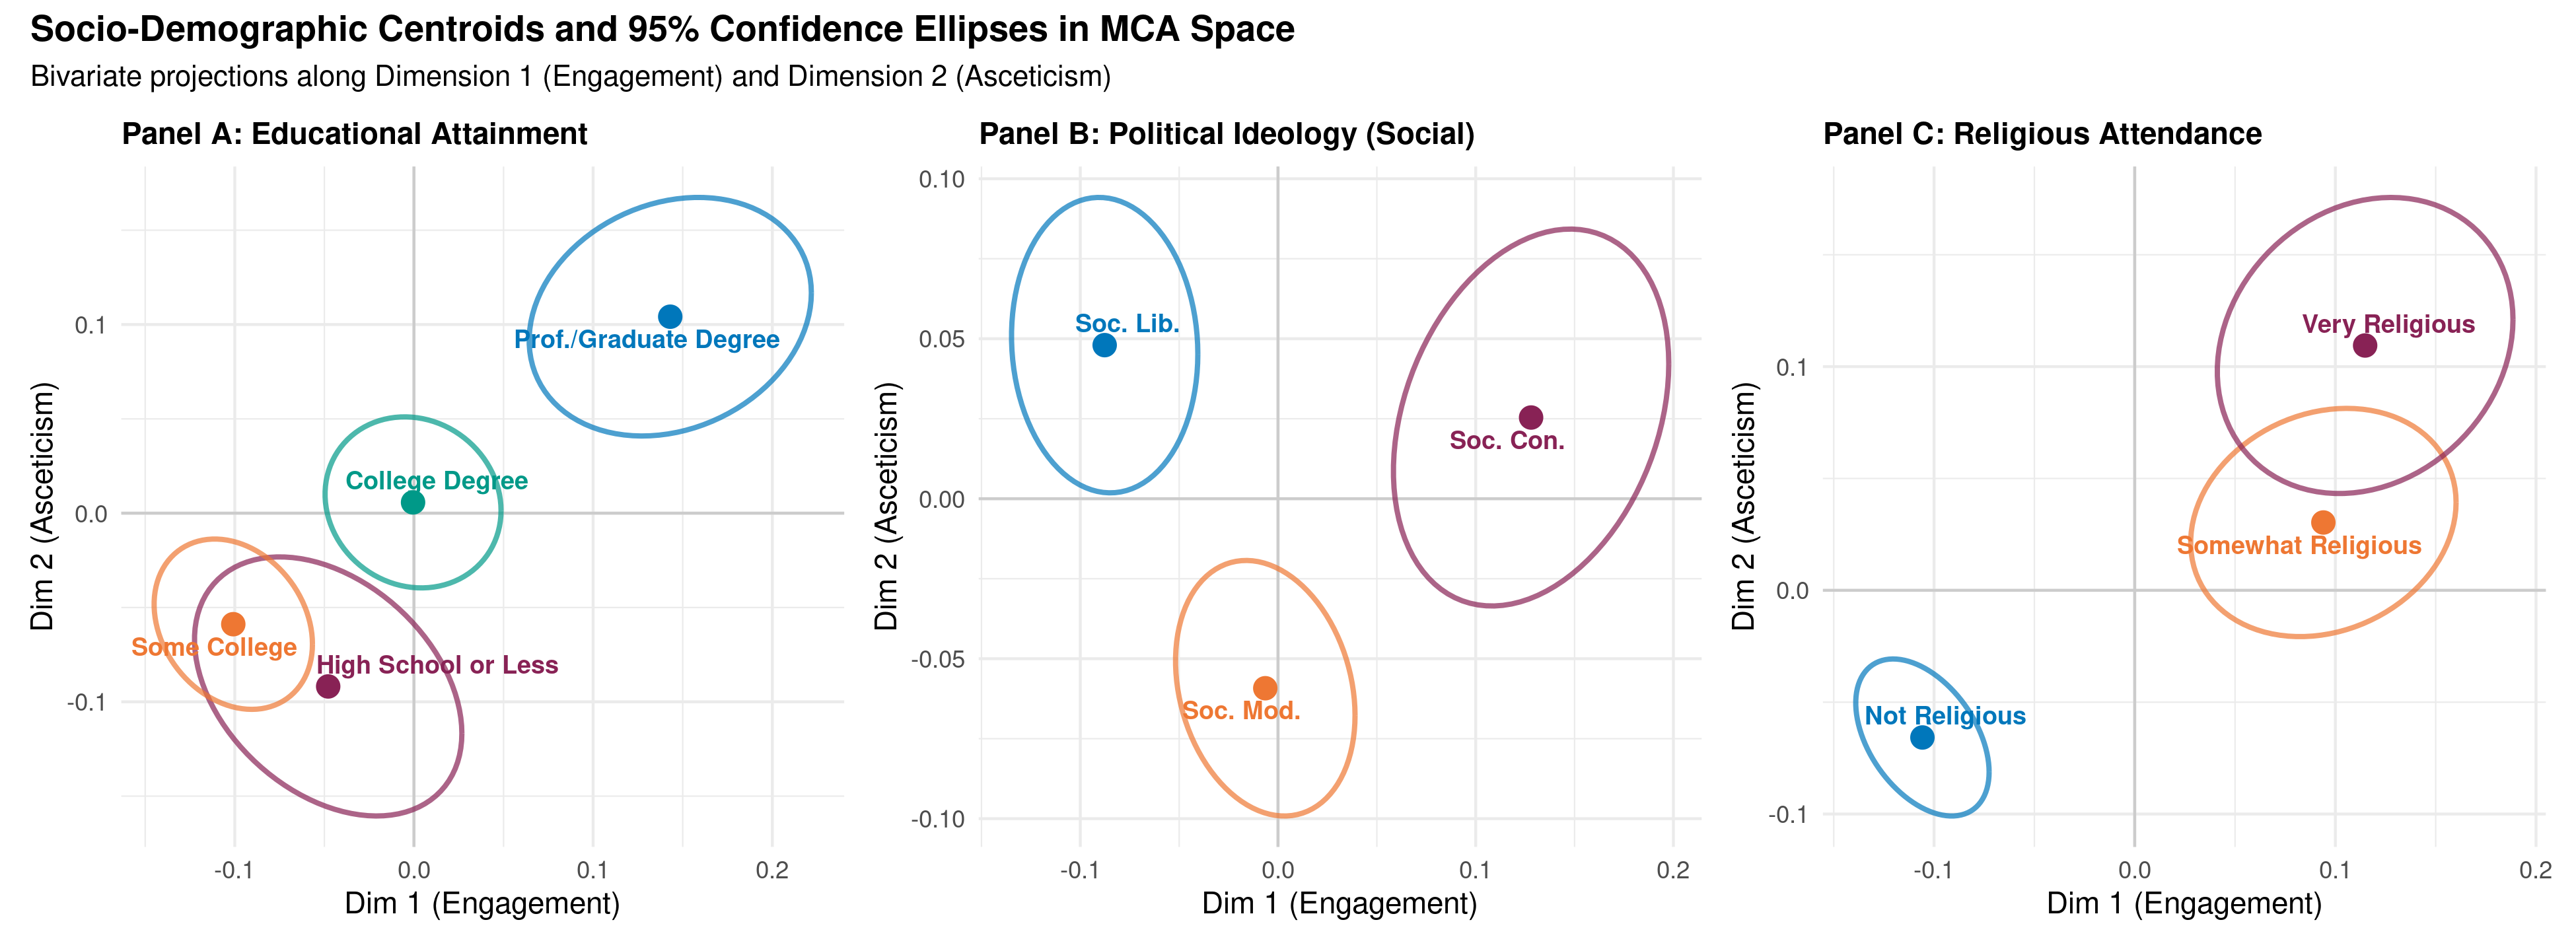 Socio-Demographic Centroids and 95% Confidence Ellipses in MCA Space
Bivariate projections along Dimension 1 (Engagement) and Dimension 2 (Asceticism)
Panel A: Educational Attainment
Dim 2 (Asceticism)
0.1
0.0
-0.1
Prof./Graduate Degree
College Degree
Some College
High School or Less
-0.1
0.0
0.1
0.2
Dim 1 (Engagement)
Panel B: Political Ideology (Social)
Dim 2 (Asceticism)
0.10
0.05
0.00
-0.05
-0.10
Soc. Lib.
Soc. Con.
Soc. Mod.
-0.1
0.0
0.1
0.2
Dim 1 (Engagement)
Panel C: Religious Attendance
Dim 2 (Asceticism)
0.1
0.0
-0.1
Very Religious
Somewhat Religious
Not Religious
-0.1
0.0
0.1
0.2
Dim 1 (Engagement)